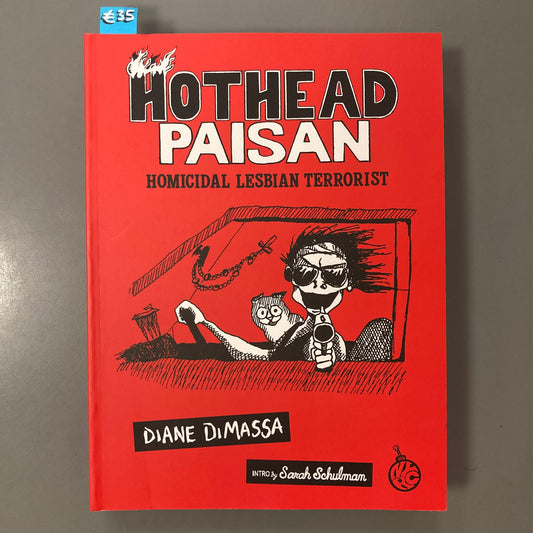 €35
HOTHEAD
PAISAN
HOMICIDAL LESBIAN TERRORIST
DIANE DiMASSA
INTRO by Sarah Schulman